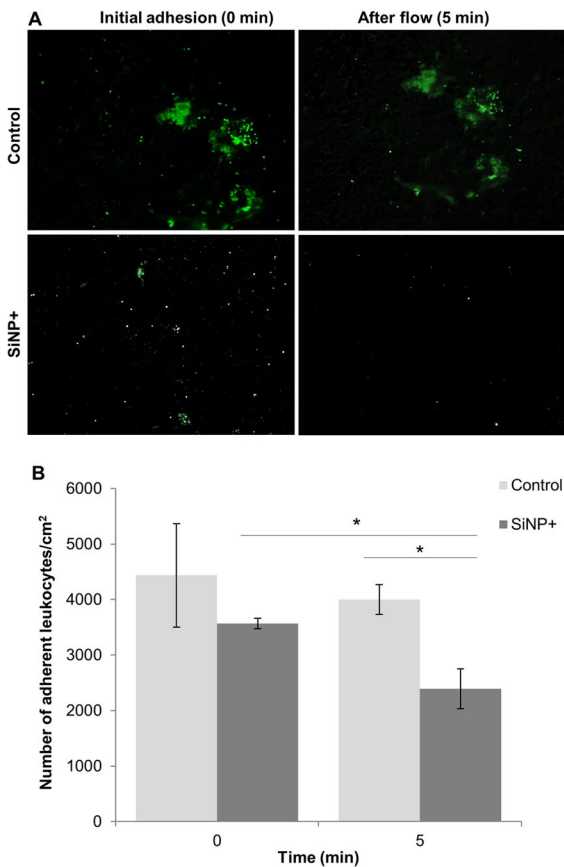 A
Initial adhesion (0 min)
After flow (5 min)
Control
SiNP+
B
Number of adherent leukocytes/cm²
6000
5000
4000
3000
2000
1000
0
*
*
Control
SiNP+
0
5
Time (min)